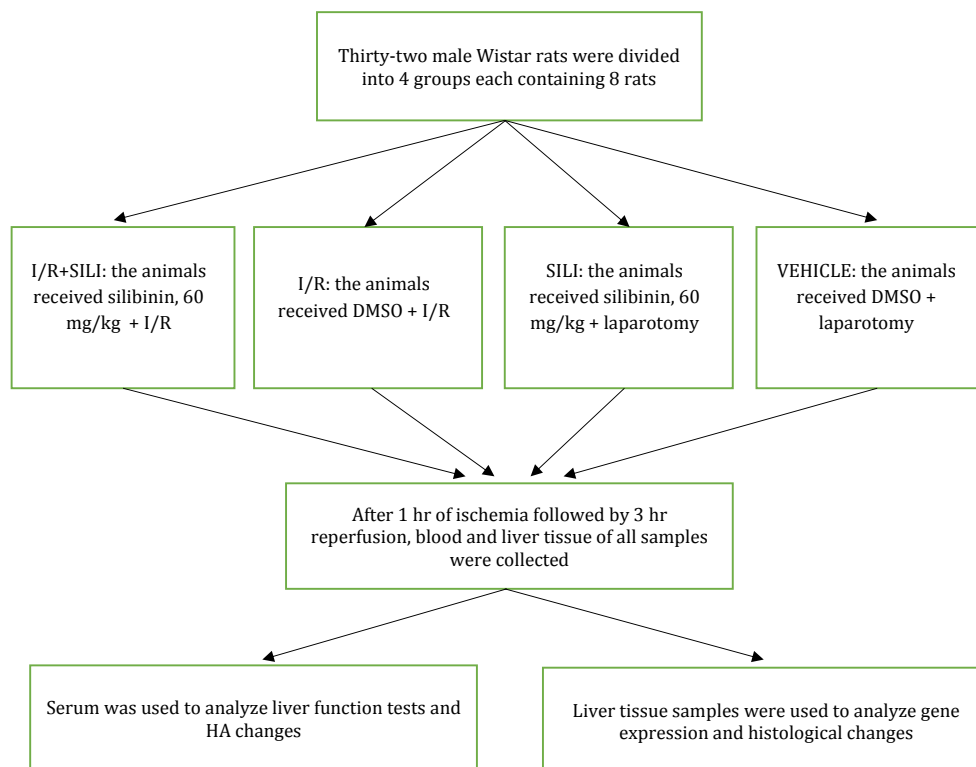 Thirty-two male Wistar rats were divided
into 4 groups each containing 8 rats
I/R+SILI: the animals
received silibinin, 60
mg/kg + I/R
I/R: the animals
received DMSO + I/R
SILI: the animals
received silibinin, 60
mg/kg + laparotomy
VEHICLE: the animals
received DMSO +
laparotomy
After 1 hr of ischemia followed by 3 hr
reperfusion, blood and liver tissue of all samples
were collected
Serum was used to analyze liver function tests and
HA changes
Liver tissue samples were used to analyze gene
expression and histological changes